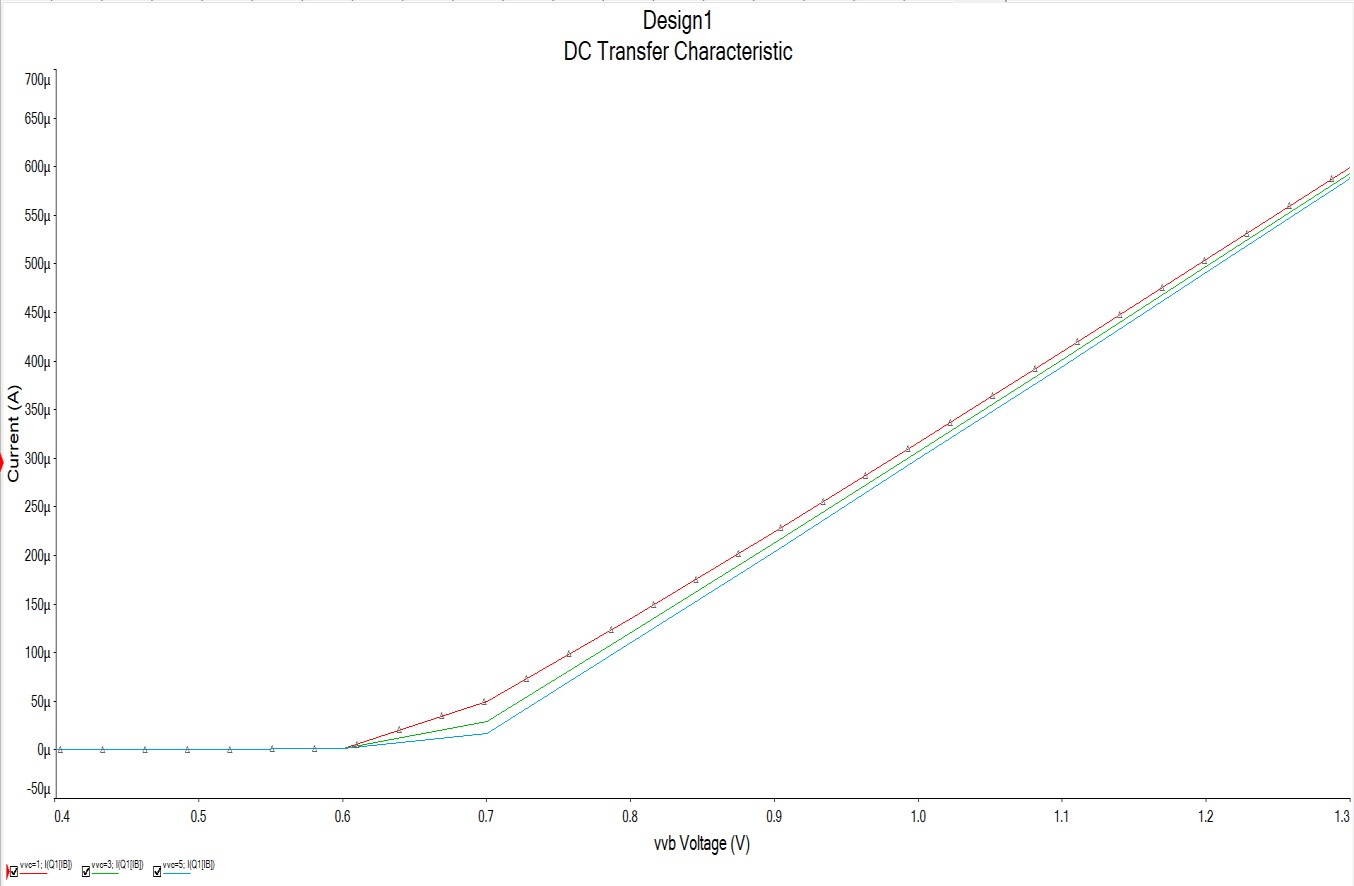 Design1
DC Transfer Characteristic
700µ
650µ
600µ
550µ
500µ
450µ
400µ
350µ
300µ
250µ
200µ
150µ
100µ
50µ
0µ
-50µ
Current (A)
0.4 0.5 0.6 0.7 0.8 0.9 1.0 1.1 1.2 1.3
vvb Voltage (V)
vvc=1; I(Q1[IB]) vvc=3; I(Q1[IB]) vvc=5; I(Q1[IB])